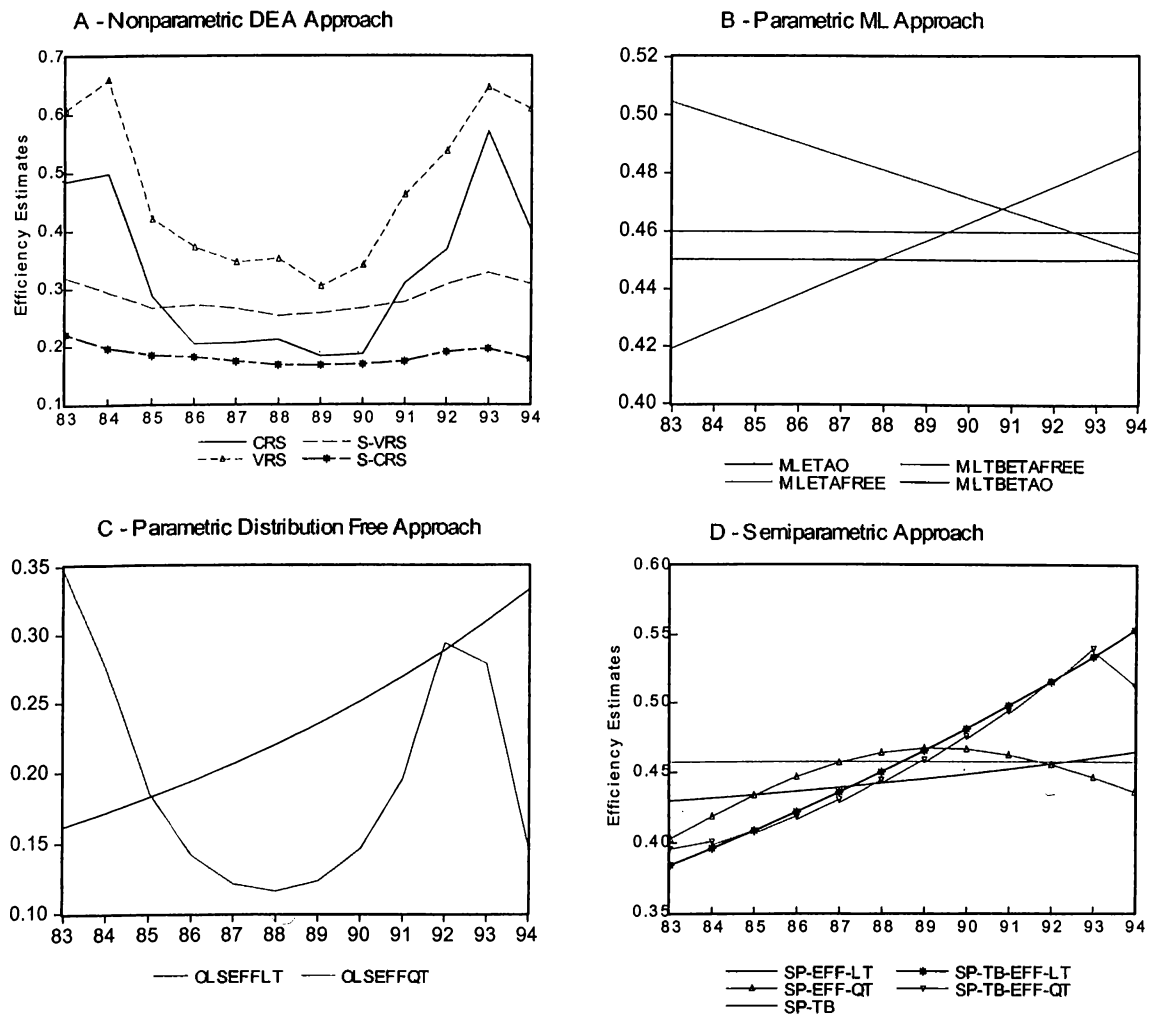 A - Nonparametric DEA Approach
Efficiency Estimates
0.7
0.6
0.5
0.4
0.3
0.2
0.1
83 84 85 86 87 88 89 90 91 92 93 94
CRS S-VRS
VRS S-CRS
B - Parametric ML Approach
0.52
0.50
0.48
0.46
0.44
0.42
0.40
83 84 85 86 87 88 89 90 91 92 93 94
MLETAO MLTBETAFREE
MLETAFREE MLTBETAO
C - Parametric Distribution Free Approach
0.35
0.30
0.25
0.20
0.15
0.10
83 84 85 86 87 88 89 90 91 92 93 94
OLSEFFLT OLSEFFQT
D - Semiparametric Approach
Efficiency Estimates
0.60
0.55
0.50
0.45
0.40
0.35
83 84 85 86 87 88 89 90 91 92 93 94
SP-EFF-LT SP-TB-EFF-LT
SP-EFF-QT SP-TB-EFF-QT
SP-TB